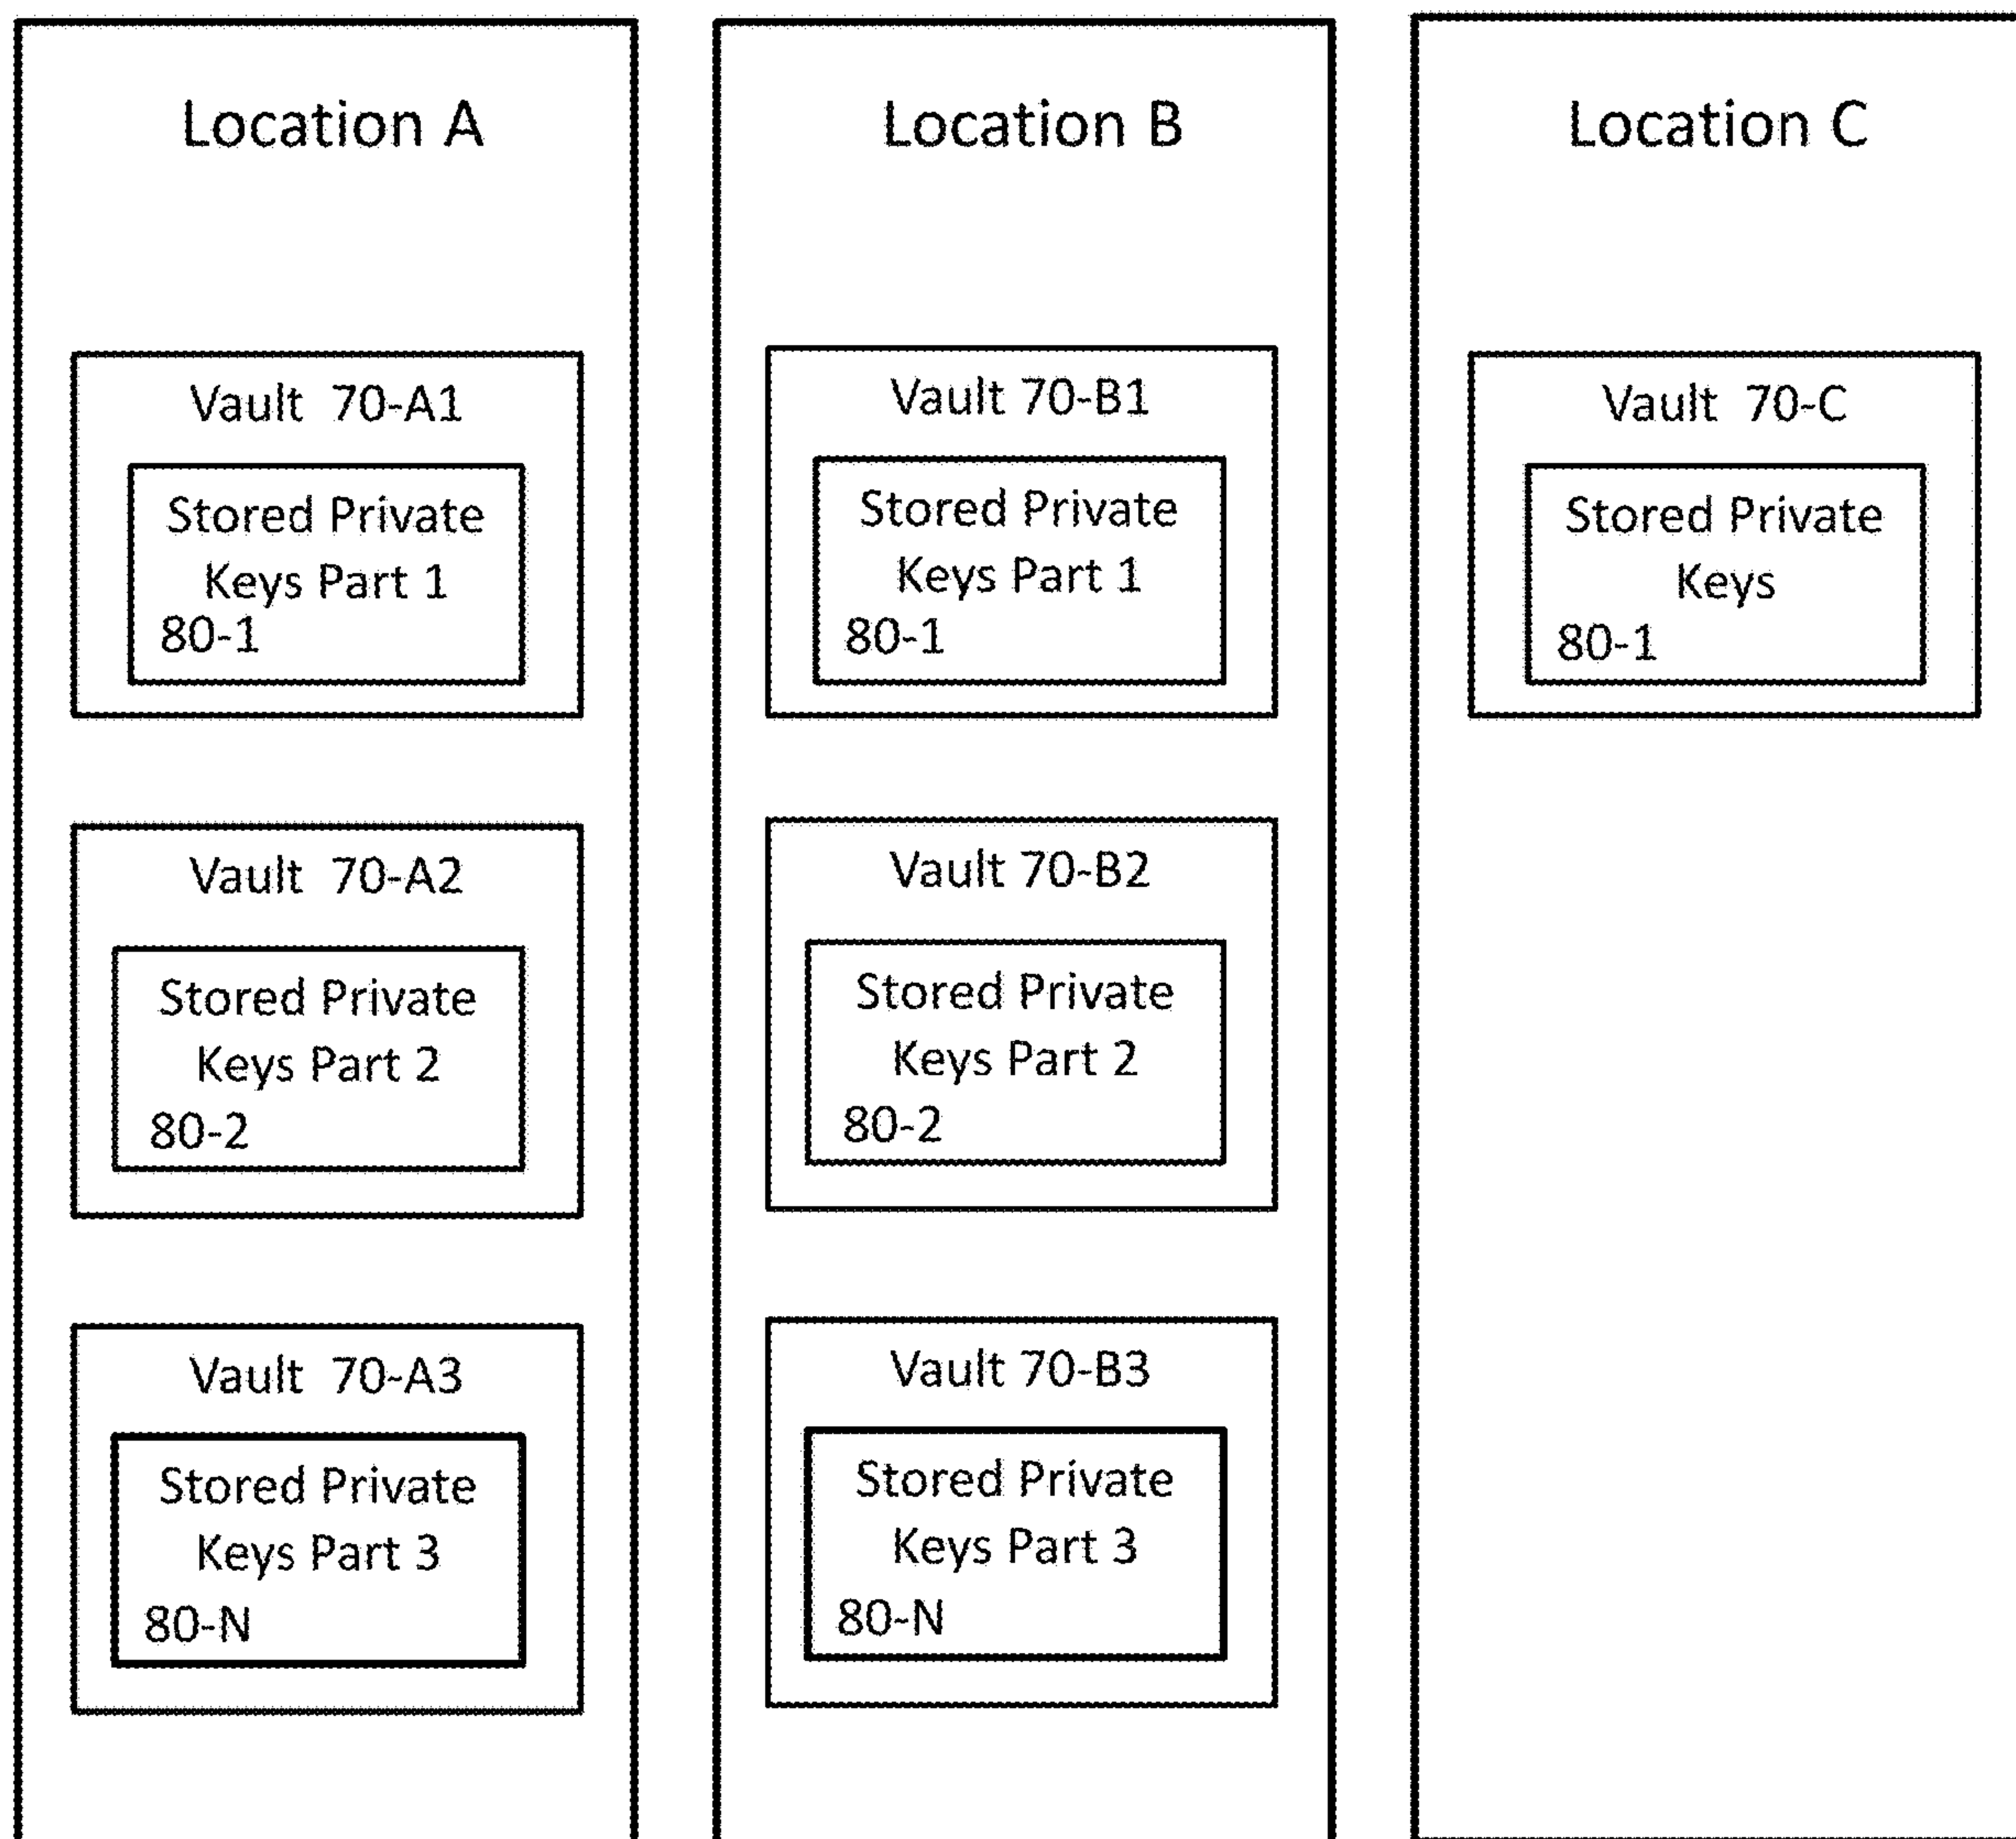 Location A
Vault 70-A1
Stored Private
Keys Part 1
80-1
Vault 70-A2
Stored Private
Keys Part 2
80-2
Vault 70-A3
Stored Private
Keys Part 3
80-N
Location B
Vault 70-B1
Stored Private
Keys Part 1
80-1
Vault 70-B2
Stored Private
Keys Part 2
80-2
Vault 70-B3
Stored Private
Keys Part 3
80-N
Location C
Vault 70-C
Stored Private
Keys
80-1